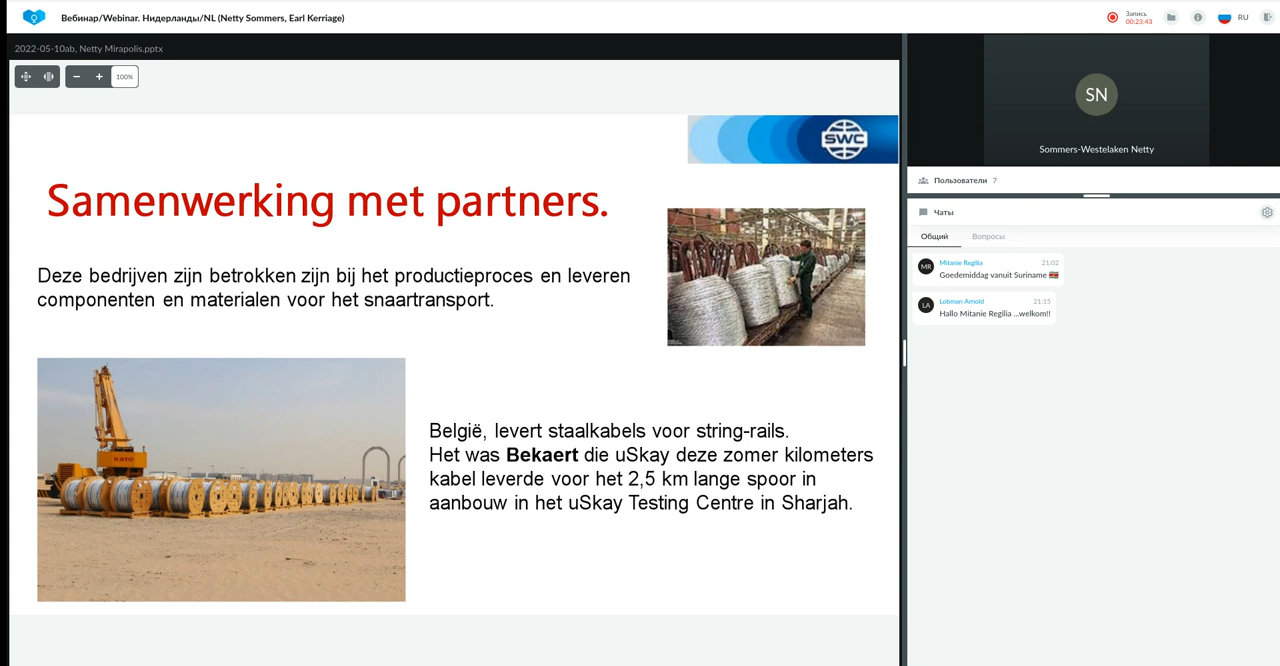 Вебинар/Webinar. Нидерланды/NL (Netty Sommers, Earl Kerriage)
Запись
00:23:43
RU
2022-05-10ab, Netty Mirapolis.pptx
100%
SWC
Samenwerking met partners.
Deze bedrijven zijn betrokken zijn bij het productieproces en leveren
componenten en materialen voor het snaartransport.
KATO
België, levert staalkabels voor string-rails.
Het was Bekaert die uSkay deze zomer kilometers
kabel leverde voor het 2,5 km lange spoor in
aanbouw in het uSkay Testing Centre in Sharjah.
SN
Sommers-Westelaken Netty
Пользователи 7
Чаты
Общий Вопросы
MR Mitanie Regilia 21:02
Goedemiddag vanuit Suriname 🇸🇷
LA Lobman Arnold 21:15
Hallo Mitanie Regilia ...welkom!!